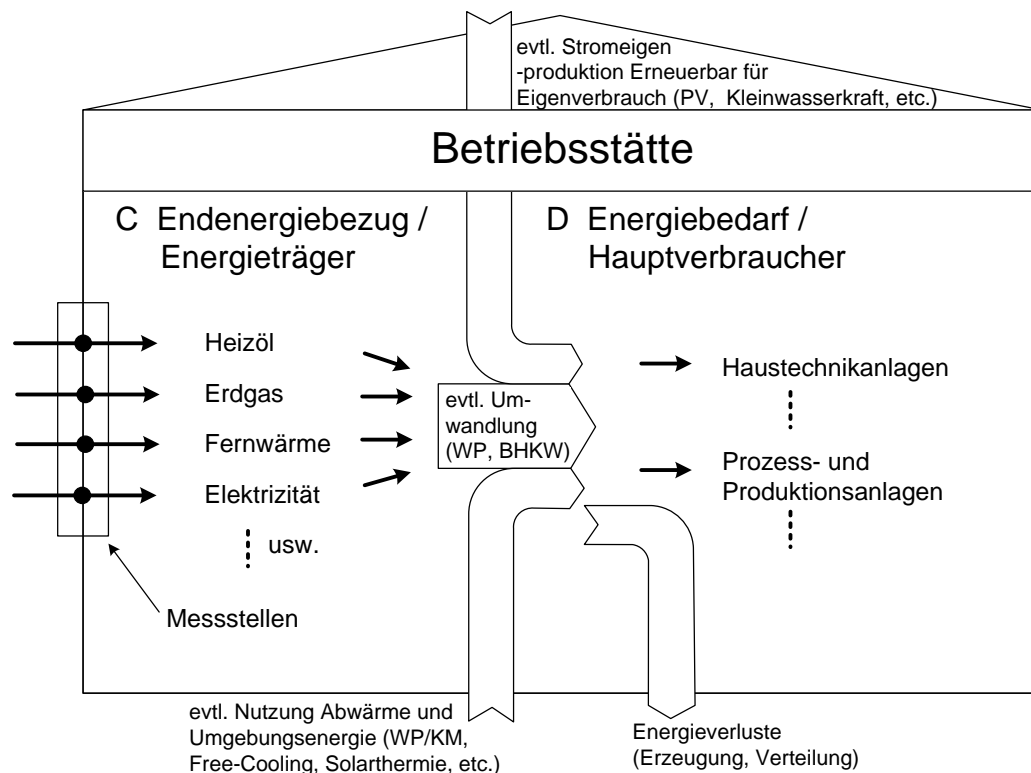 evtl. Stromeigen
-produktion Erneuerbar für
Eigenverbrauch (PV, Kleinwasserkraft, etc.)
Betriebsstätte
C Endenergiebezug /
Energieträger
D Energiebedarf /
Hauptverbraucher
Heizöl
Erdgas
Fernwärme
Elektrizität
usw.
Messstellen
evtl. Um-
wandlung
(WP, BHKW)
Haustechnikanlagen
Prozess- und
Produktionsanlagen
evtl. Nutzung Abwärme und
Umgebungsenergie (WP/KM,
Free-Cooling, Solarthermie, etc.)
Energieverluste
(Erzeugung, Verteilung)